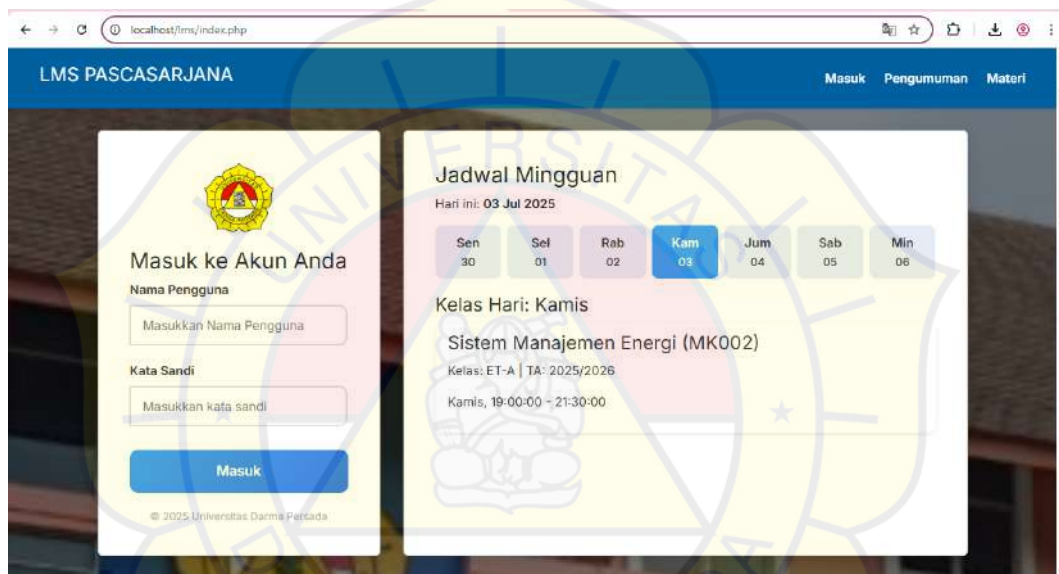 localhost/lms/index.php
LMS PASCASARJANA
Masuk Pengumuman Materi
Masuk ke Akun Anda
Nama Pengguna
Masukkan Nama Pengguna
Kata Sandi
Masukkan kata sandi
Masuk
© 2025 Universitas Darma Persada
Jadwal Mingguan
Hari ini: 03 Jul 2025
Sen Sel Rab Kam Jum Sab Min
30 01 02 03 04 05 06
Kelas Hari: Kamis
Sistem Manajemen Energi (MK002)
Kelas: ET-A | TA: 2025/2026
Kamis, 19:00:00 - 21:30:00
UNIVERSITAS